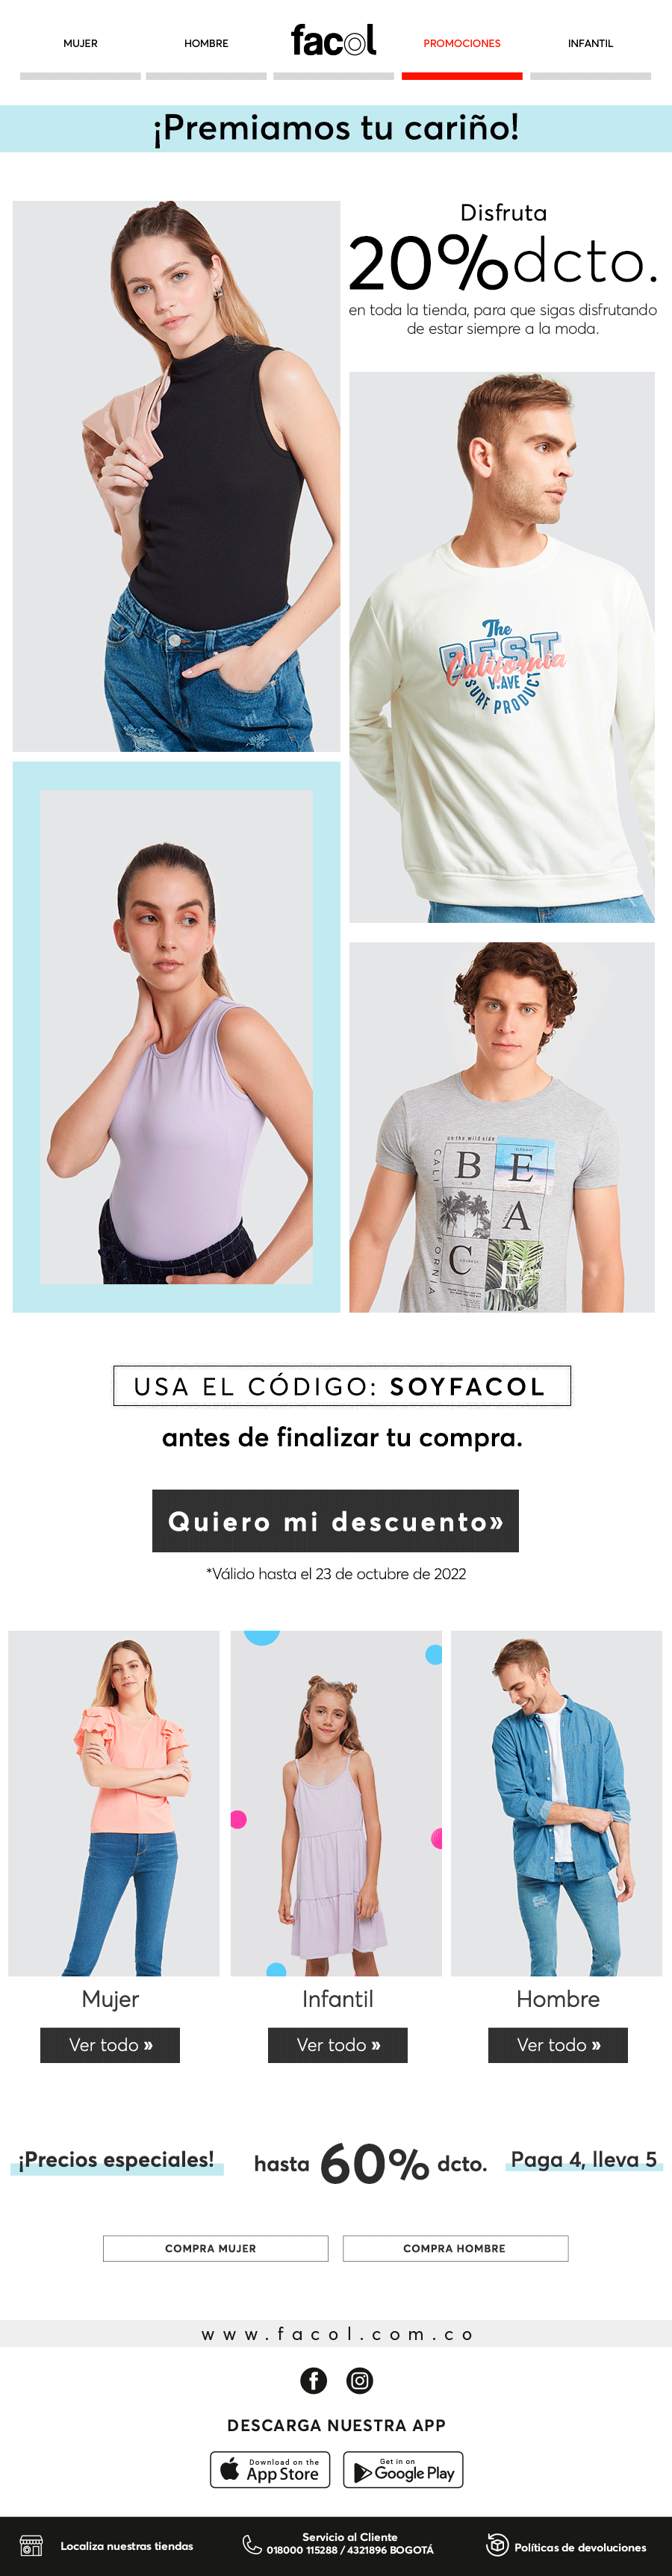 MUJER
HOMBRE
facol
PROMOCIONES
INFANTIL
¡Premiamos tu cariño!
Disfruta
20%dcto.
en toda la tienda, para que sigas disfrutando
de estar siempre a la moda.
The
BEST
California
WAVE
SURF PRODUCT
on the wild side
CALIFORNIA
B E
A
C H
USA EL CÓDIGO: SOYFACOL
antes de finalizar tu compra.
Quiero mi descuento»
*Válido hasta el 23 de octubre de 2022
Mujer
Infantil
Hombre
Ver todo »
Ver todo »
Ver todo »
¡Precios especiales!
hasta 60% dcto.
Paga 4, lleva 5
COMPRA MUJER
COMPRA HOMBRE
www.facol.com.co
DESCARGA NUESTRA APP
Download on the
App Store
Get in on
Google Play
Localiza nuestras tiendas
Servicio al Cliente
018000 115288 / 4321896 BOGOTÁ
Políticas de devoluciones